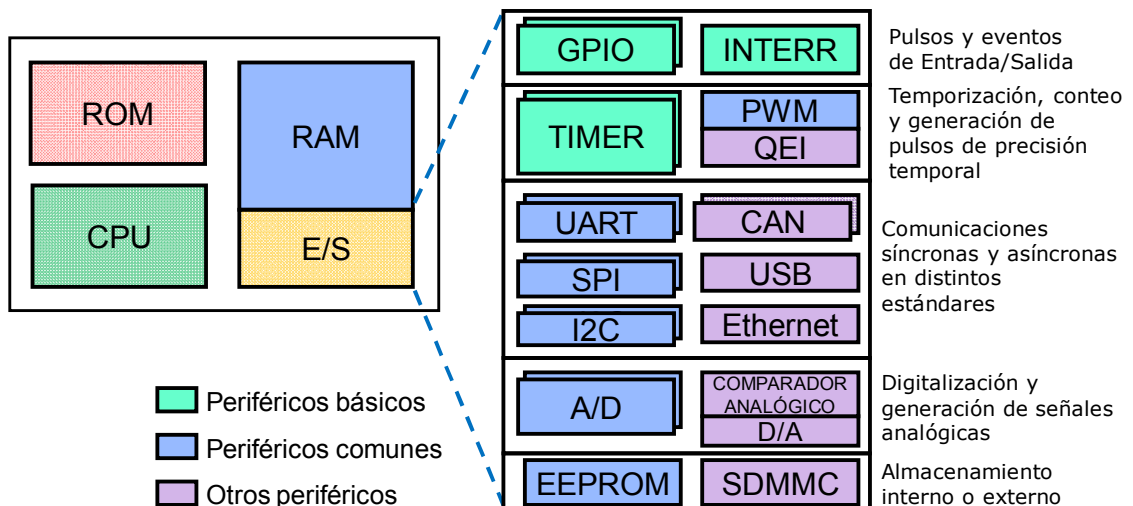 ROM
RAM
CPU
E/S
Periféricos básicos
Periféricos comunes
Otros periféricos
GPIO
INTERR
Pulsos y eventos
de Entrada/Salida
TIMER
PWM
QEI
Temporización, conteo
y generación de
pulsos de precisión
temporal
UART
CAN
SPI
USB
I2C
Ethernet
Comunicaciones
síncronas y asíncronas
en distintos
estándares
A/D
COMPARADOR
ANALÓGICO
D/A
Digitalización y
generación de señales
analógicas
EEPROM
SDMMC
Almacenamiento
interno o externo